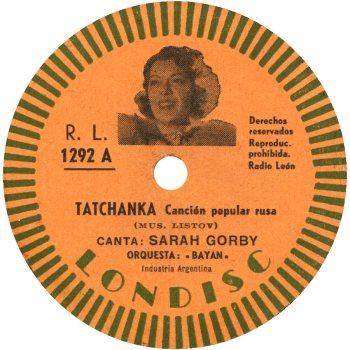 R. L.
1292 A
Derechos
reservados
Reproduc.
prohibida.
Radio León
TATCHANKA Canción popular rusa
(MUS. LISTOV)
CANTA: SARAH GORBY
ORQUESTA: «BAYAN»
Industria Argentina
LONDISC